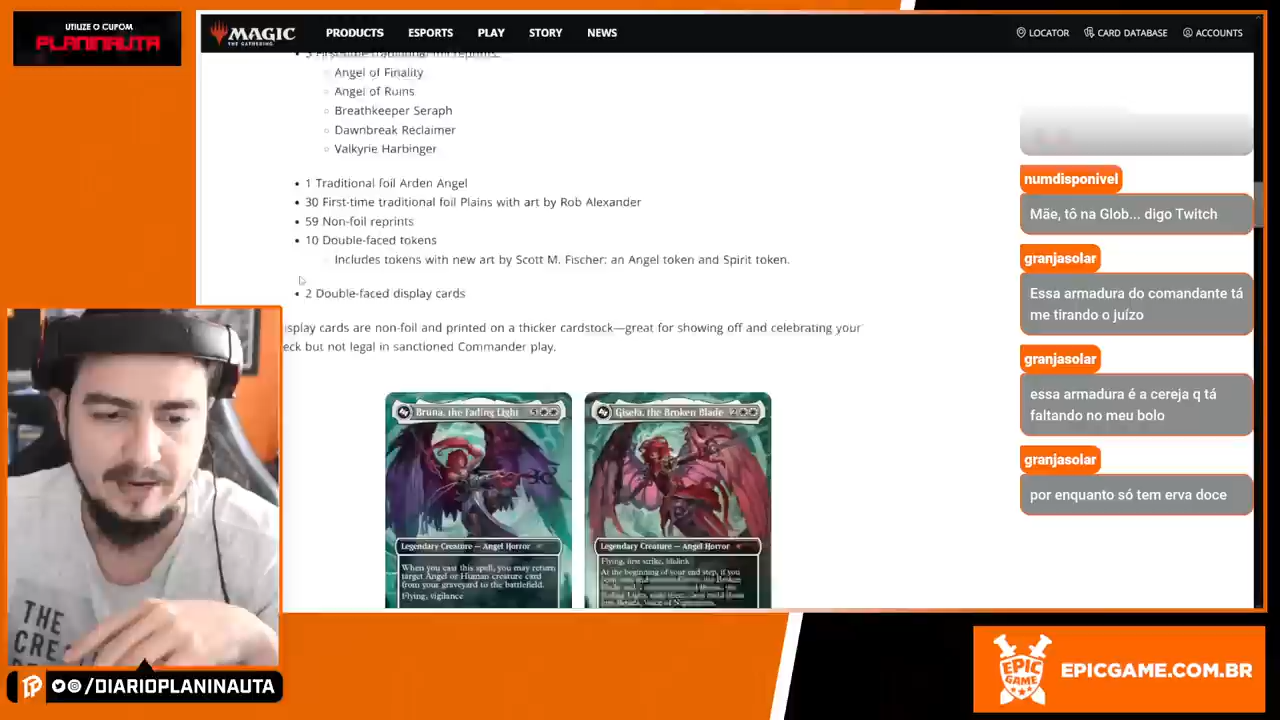 UTILIZE O CUPOM
PLANINAUTA
MAGIC
THE GATHERING
PRODUCTS
ESPORTS
PLAY
STORY
NEWS
LOCATOR
CARD DATABASE
ACCOUNTS
Angel of Finality
Angel of Ruins
Breathkeeper Seraph
Dawnbreak Reclaimer
Valkyrie Harbinger
1 Traditional foil Arden Angel
30 First-time traditional foil Plains with art by Rob Alexander
59 Non-foil reprints
10 Double-faced tokens
Includes tokens with new art by Scott M. Fischer: an Angel token and Spirit token.
2 Double-faced display cards
isplay cards are non-foil and printed on a thicker cardstock—great for showing off and celebrating your
eck but not legal in sanctioned Commander play.
Bruna, the Fading Light
Legendary Creature — Angel Horror
When you cast this spell, you may return
target Angel or Human creature card
from your graveyard to the battlefield.
Flying, vigilance
Gisela, the Broken Blade
Legendary Creature — Angel Horror
Flying, first strike, lifelink
At the beginning of your end step, if you
numdisponivel
Mãe, tô na Glob... digo Twitch
granjasolar
Essa armadura do comandante tá
me tirando o juízo
granjasolar
essa armadura é a cereja q tá
faltando no meu bolo
granjasolar
por enquanto só tem erva doce
THE
CRE
/DIARIOPLANINAUTA
EPIC
GAME
EPICGAME.COM.BR